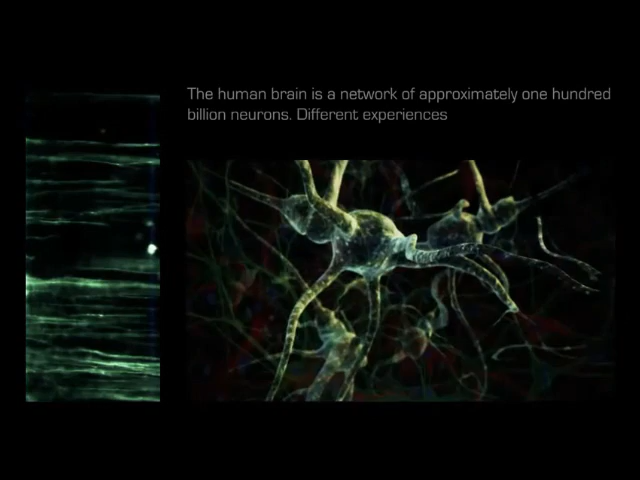 The human brain is a network of approximately one hundred
billion neurons. Different experiences